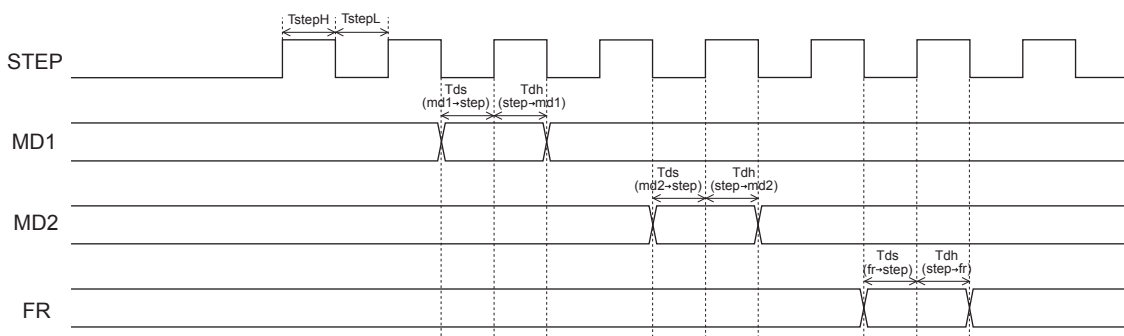 TstepH TstepL
STEP
Tds Tdh
(md1→step) (step→md1)
MD1
Tds Tdh
(md2→step) (step→md2)
MD2
Tds Tdh
(fr→step) (step→fr)
FR